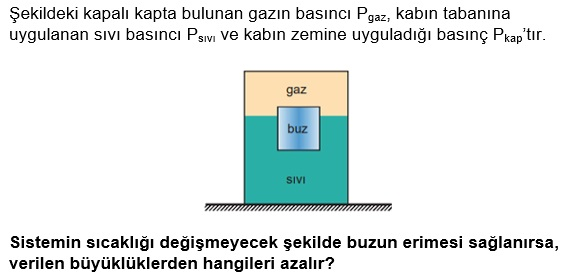 Şekildeki kapalı kapta bulunan gazın basıncı Pgaz, kabın tabanına
uygulanan sıvı basıncı Psıvı ve kabın zemine uyguladığı basınç Pkap’tır.
gaz
buz
sıvı
Sistemin sıcaklığı değişmeyecek şekilde buzun erimesi sağlanırsa,
verilen büyüklüklerden hangileri azalır?